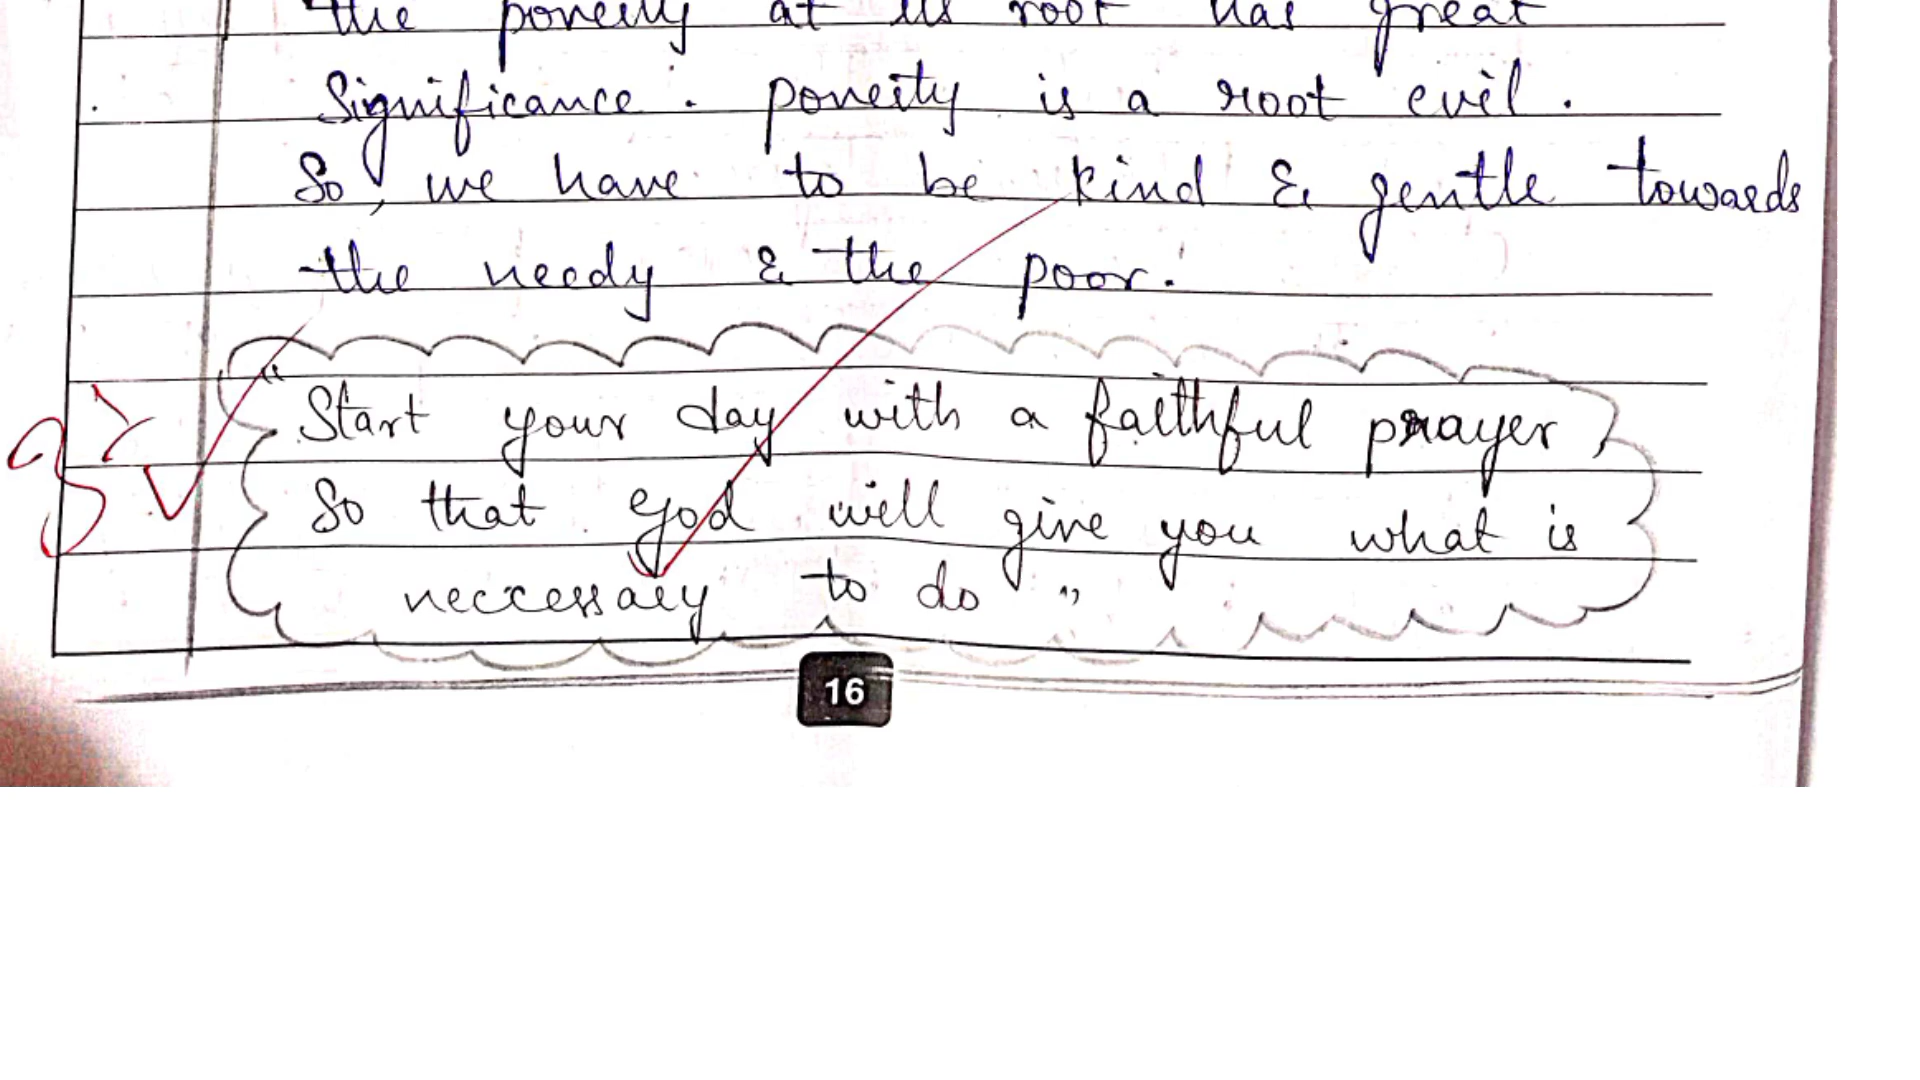 the poverty at its root has great
Significance. poverty is a root evil.
So, we have to be kind & gentle towards
the needy & the poor.
"Start your day with a faithful prayer,
So that God will give you what is
neccessary to do"
16